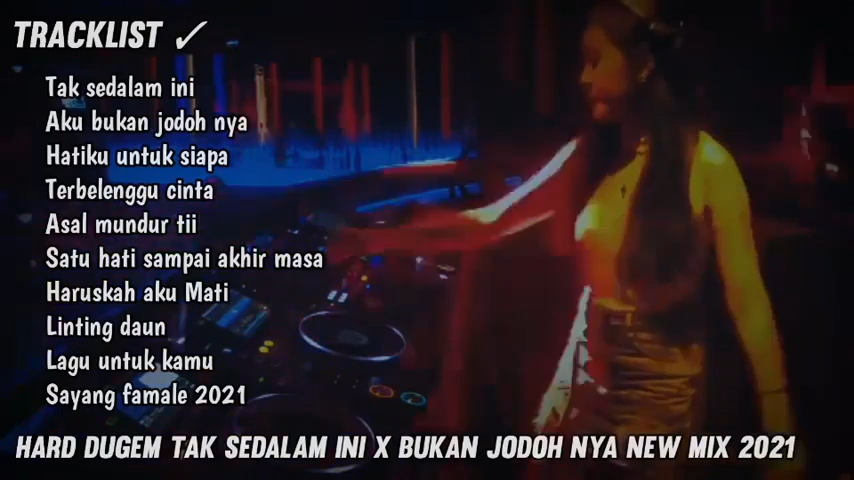 TRACKLIST ✓
Tak sedalam ini
Aku bukan jodoh nya
Hatiku untuk siapa
Terbelenggu cinta
Asal mundur tii
Satu hati sampai akhir masa
Haruskah aku Mati
Linting daun
Lagu untuk kamu
Sayang famale 2021
HARD DUGEM TAK SEDALAM INI X BUKAN JODOH NYA NEW MIX 2021